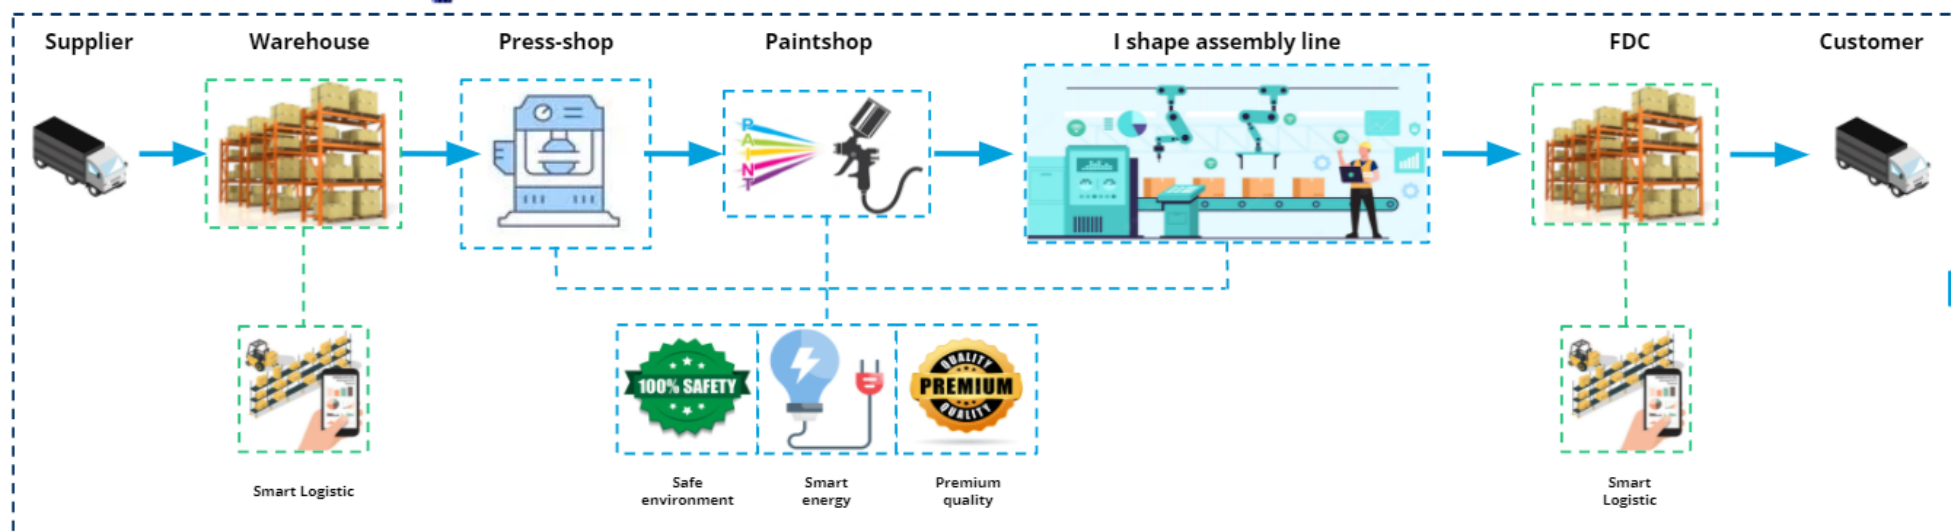 Supplier
Warehouse
Press-shop
Paintshop
I shape assembly line
FDC
Customer
PAINT
100% SAFETY
QUALITY
PREMIUM
QUALITY
Smart Logistic
Safe
environment
Smart
energy
Premium
quality
Smart
Logistic